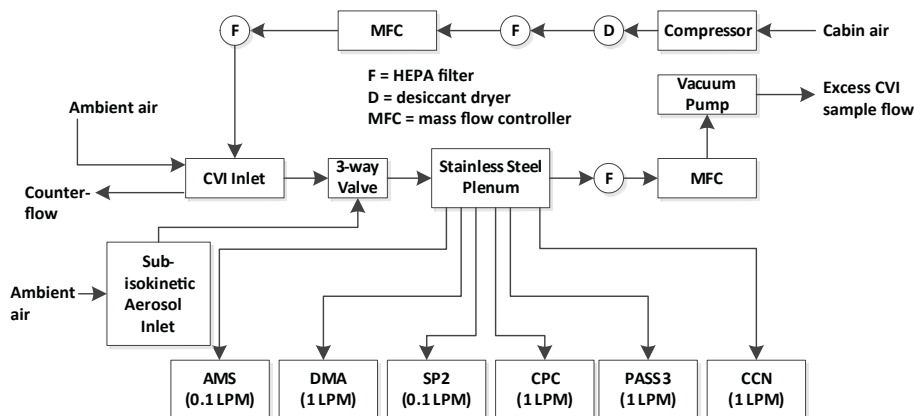 F
MFC
F
D
Compressor
Cabin air
F = HEPA filter
D = desiccant dryer
MFC = mass flow controller
Vacuum
Pump
Excess CVI
sample flow
Ambient air
CVI Inlet
3-way
Valve
Stainless Steel
Plenum
F
MFC
Counter-
flow
Ambient
air
Sub-
isokinetic
Aerosol
Inlet
AMS
(0.1 LPM)
DMA
(1 LPM)
SP2
(0.1 LPM)
CPC
(1 LPM)
PASS3
(1 LPM)
CCN
(1 LPM)